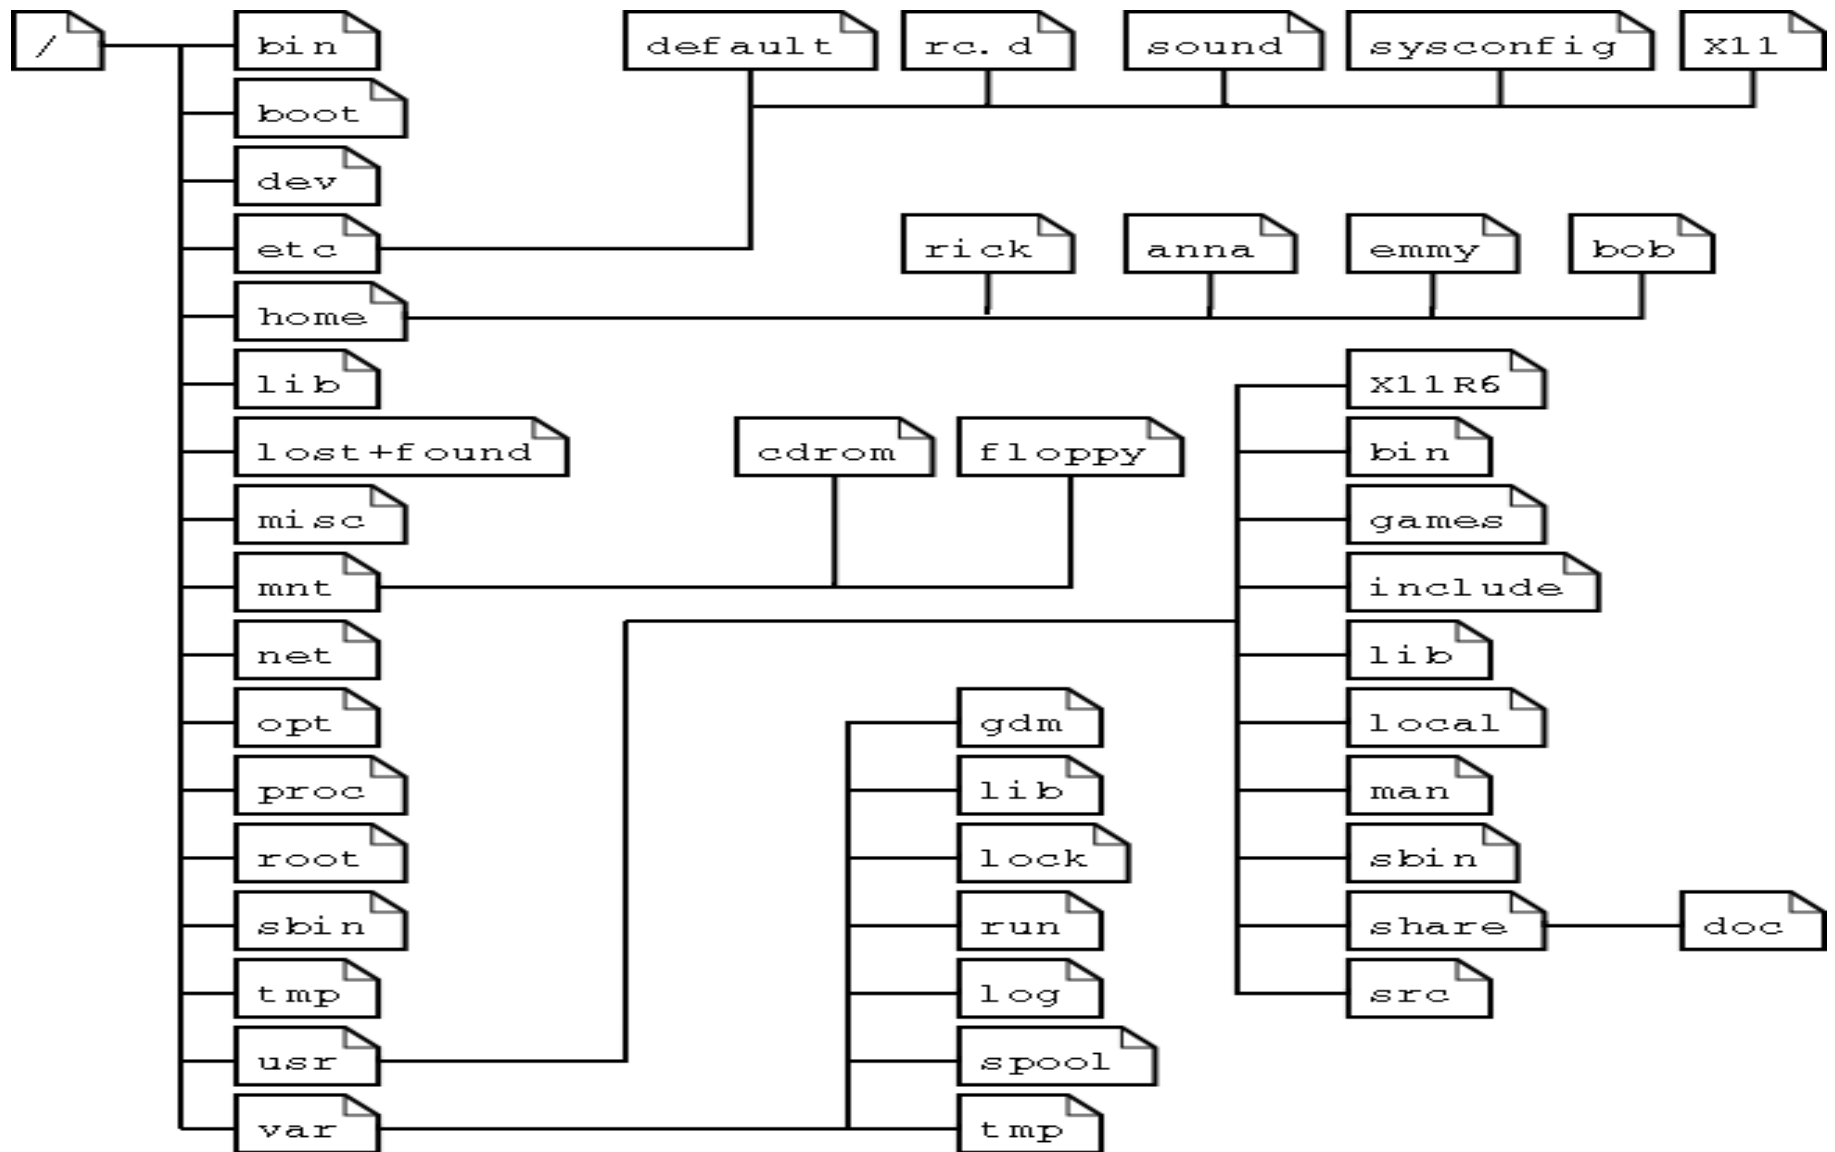 / bin default rc.d sound sysconfig X11
boot
dev
etc rick anna emmy bob
home
lib X11R6
lost+found cdrom floppy bin
misc games
mnt include
net lib
opt gdm local
proc lib man
root lock sbin
sbin run share doc
tmp log src
usr spool
var tmp